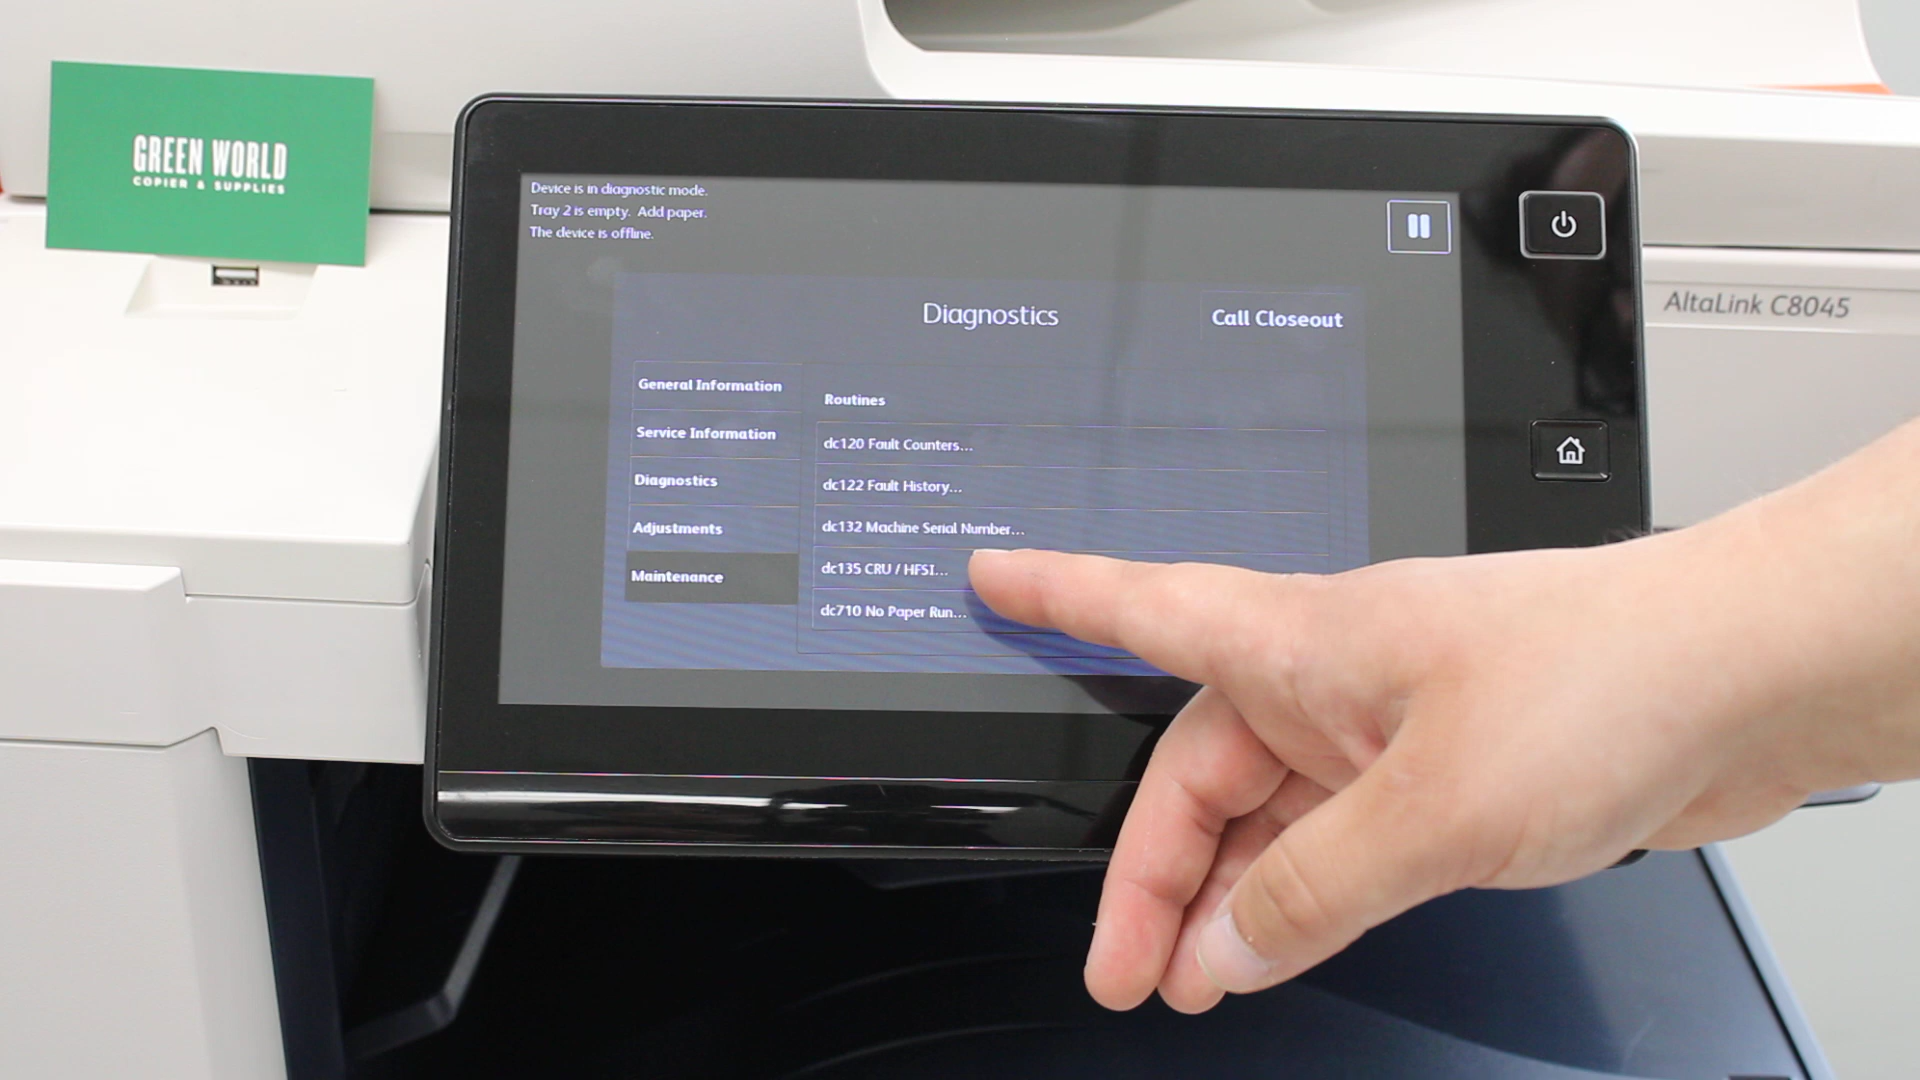 GREEN WORLD
COPIER & SUPPLIES
Device is in diagnostic mode.
Tray 2 is empty. Add paper.
The device is offline.
Diagnostics
Call Closeout
General Information
Service Information
Diagnostics
Adjustments
Maintenance
Routines
dc120 Fault Counters...
dc122 Fault History...
dc132 Machine Serial Number...
dc135 CRU / HFSI...
dc710 No Paper Run...
AltaLink C8045